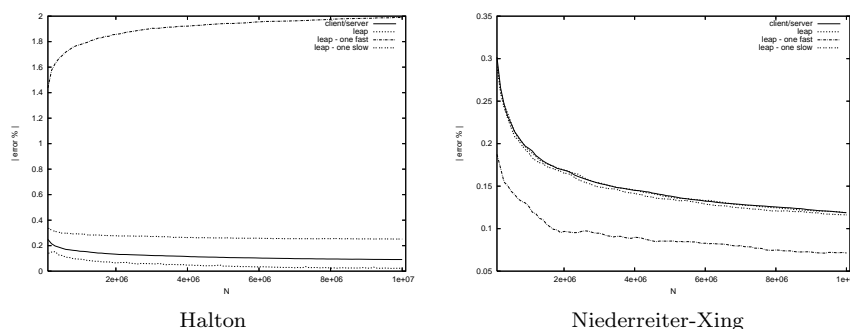 2
1.8
1.6
1.4
1.2
1
0.8
0.6
0.4
0.2
0
| error % |
2e+06
4e+06
6e+06
8e+06
1e+07
N
client/server
leap
leap - one fast
leap - one slow
Halton
0.35
0.3
0.25
0.2
0.15
0.1
0.05
| error % |
2e+06
4e+06
6e+06
8e+06
1e+0
N
client/server
leap
leap - one fast
leap - one slow
Niederreiter-Xing